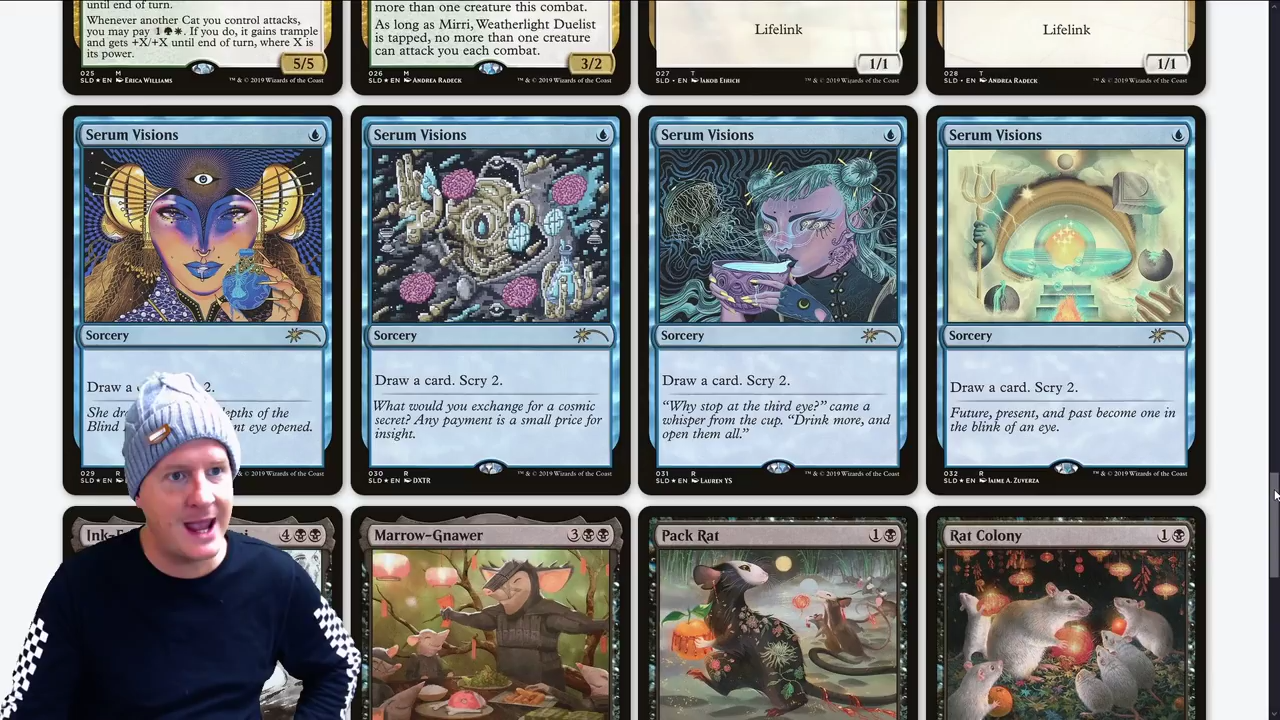 until end of turn.
Whenever another Cat you control attacks,
you may pay 1. If you do, it gains trample
and gets +X/+X until end of turn, where X is
its power.
5/5
025 M
SLD ★ EN ERICA WILLIAMS ™ & © 2019 Wizards of the Coast
more than one creature this combat.
As long as Mirri, Weatherlight Duelist
is tapped, no more than one creature
can attack you each combat.
3/2
026 M
SLD ★ EN ANDREA RADECK ™ & © 2019 Wizards of the Coast
Lifelink
1/1
027 T
SLD • EN JAKOB EIRICH ™ & © 2019 Wizards of the Coast
Lifelink
1/1
028 T
SLD • EN ANDREA RADECK ™ & © 2019 Wizards of the Coast
Serum Visions
Sorcery
Draw a 2.
She epths of the
Blind nt eye opened.
029 R
SLD ™ & © 2019 Wizards of the Coast
Serum Visions
Sorcery
Draw a card. Scry 2.
What would you exchange for a cosmic
secret? Any payment is a small price for
insight.
030 R
SLD ★ EN DXTR ™ & © 2019 Wizards of the Coast
Serum Visions
Sorcery
Draw a card. Scry 2.
“Why stop at the third eye?” came a
whisper from the cup. “Drink more, and
open them all.”
031 R
SLD ★ EN LAUREN YS ™ & © 2019 Wizards of the Coast
Serum Visions
Sorcery
Draw a card. Scry 2.
Future, present, and past become one in
the blink of an eye.
032 R
SLD ★ EN JAIME A. ZUVERZA ™ & © 2019 Wizards of the Coast
Ink- 4
Marrow-Gnawer 3
Pack Rat 1
Rat Colony 1